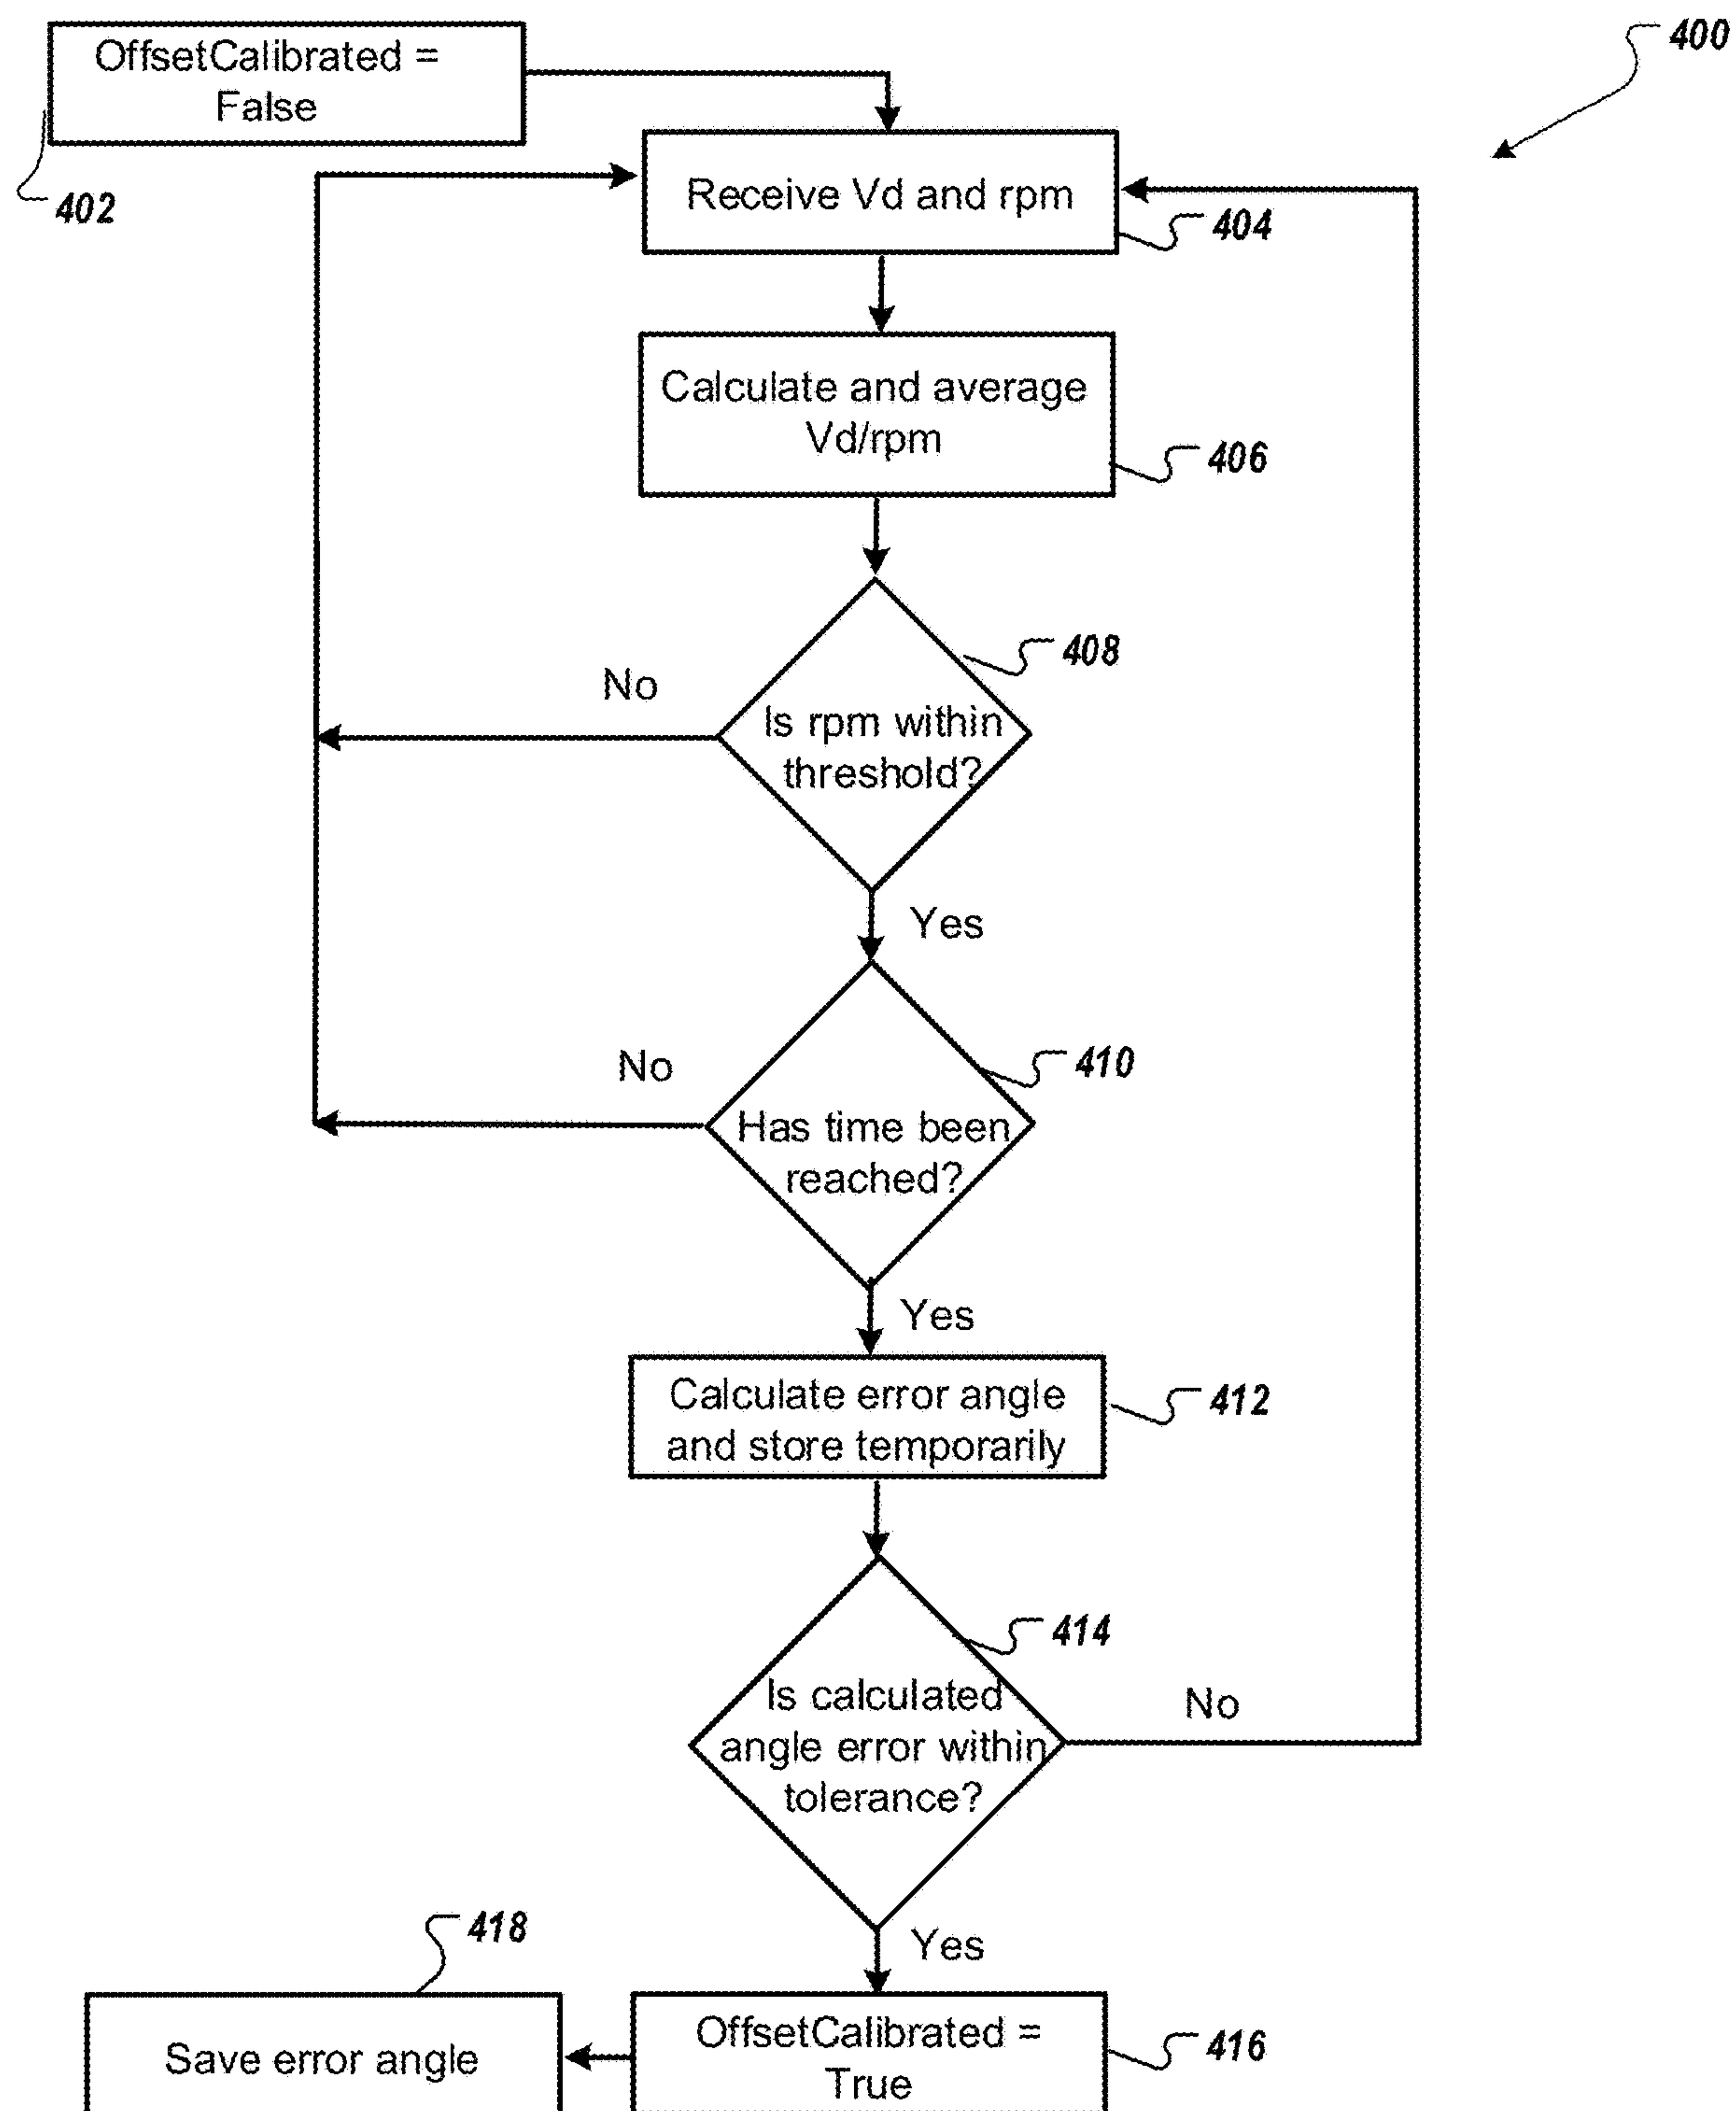 400
OffsetCalibrated =
False
402
Receive Vd and rpm
404
Calculate and average
Vd/rpm
406
408
No
Is rpm within
threshold?
Yes
410
No
Has time been
reached?
Yes
Calculate error angle
and store temporarily
412
414
Is calculated
angle error within
tolerance?
No
Yes
418
OffsetCalibrated =
True
416
Save error angle